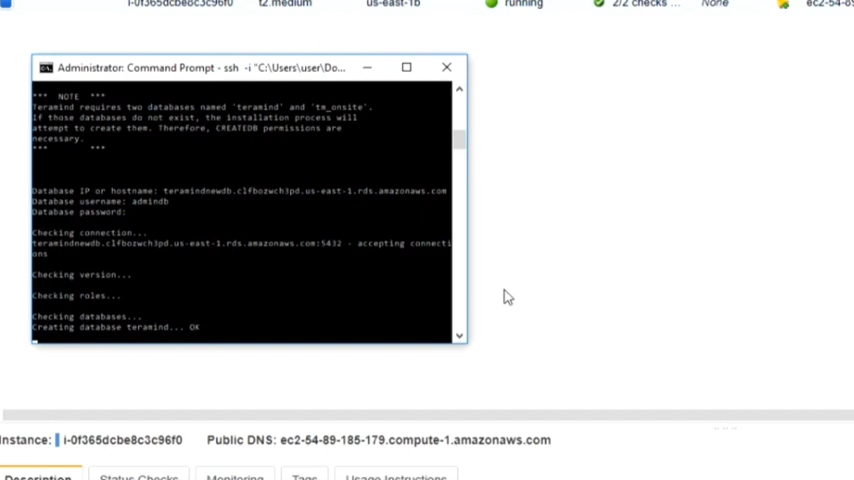 i-0f365dcbe8c3c96f0 t2.medium us-east-1b running 2/2 checks ... None ec2-54-89
Administrator: Command Prompt - ssh -i "C:\Users\user\Do...
*** NOTE ***
Teramind requires two databases named `teramind` and `tm_onsite`.
If those databases do not exist, the installation process will
attempt to create them. Therefore, CREATEDB permissions are
necessary.
*** ***
Database IP or hostname: teramindnewdb.clfbozwch3pd.us-east-1.rds.amazonaws.com
Database username: admindb
Database password:
Checking connection...
teramindnewdb.clfbozwch3pd.us-east-1.rds.amazonaws.com:5432 - accepting connecti
ons
Checking version...
Checking roles...
Checking databases...
Creating database teramind... OK
Instance: i-0f365dcbe8c3c96f0 Public DNS: ec2-54-89-185-179.compute-1.amazonaws.com
Description Status Checks Monitoring Tags Usage Instructions